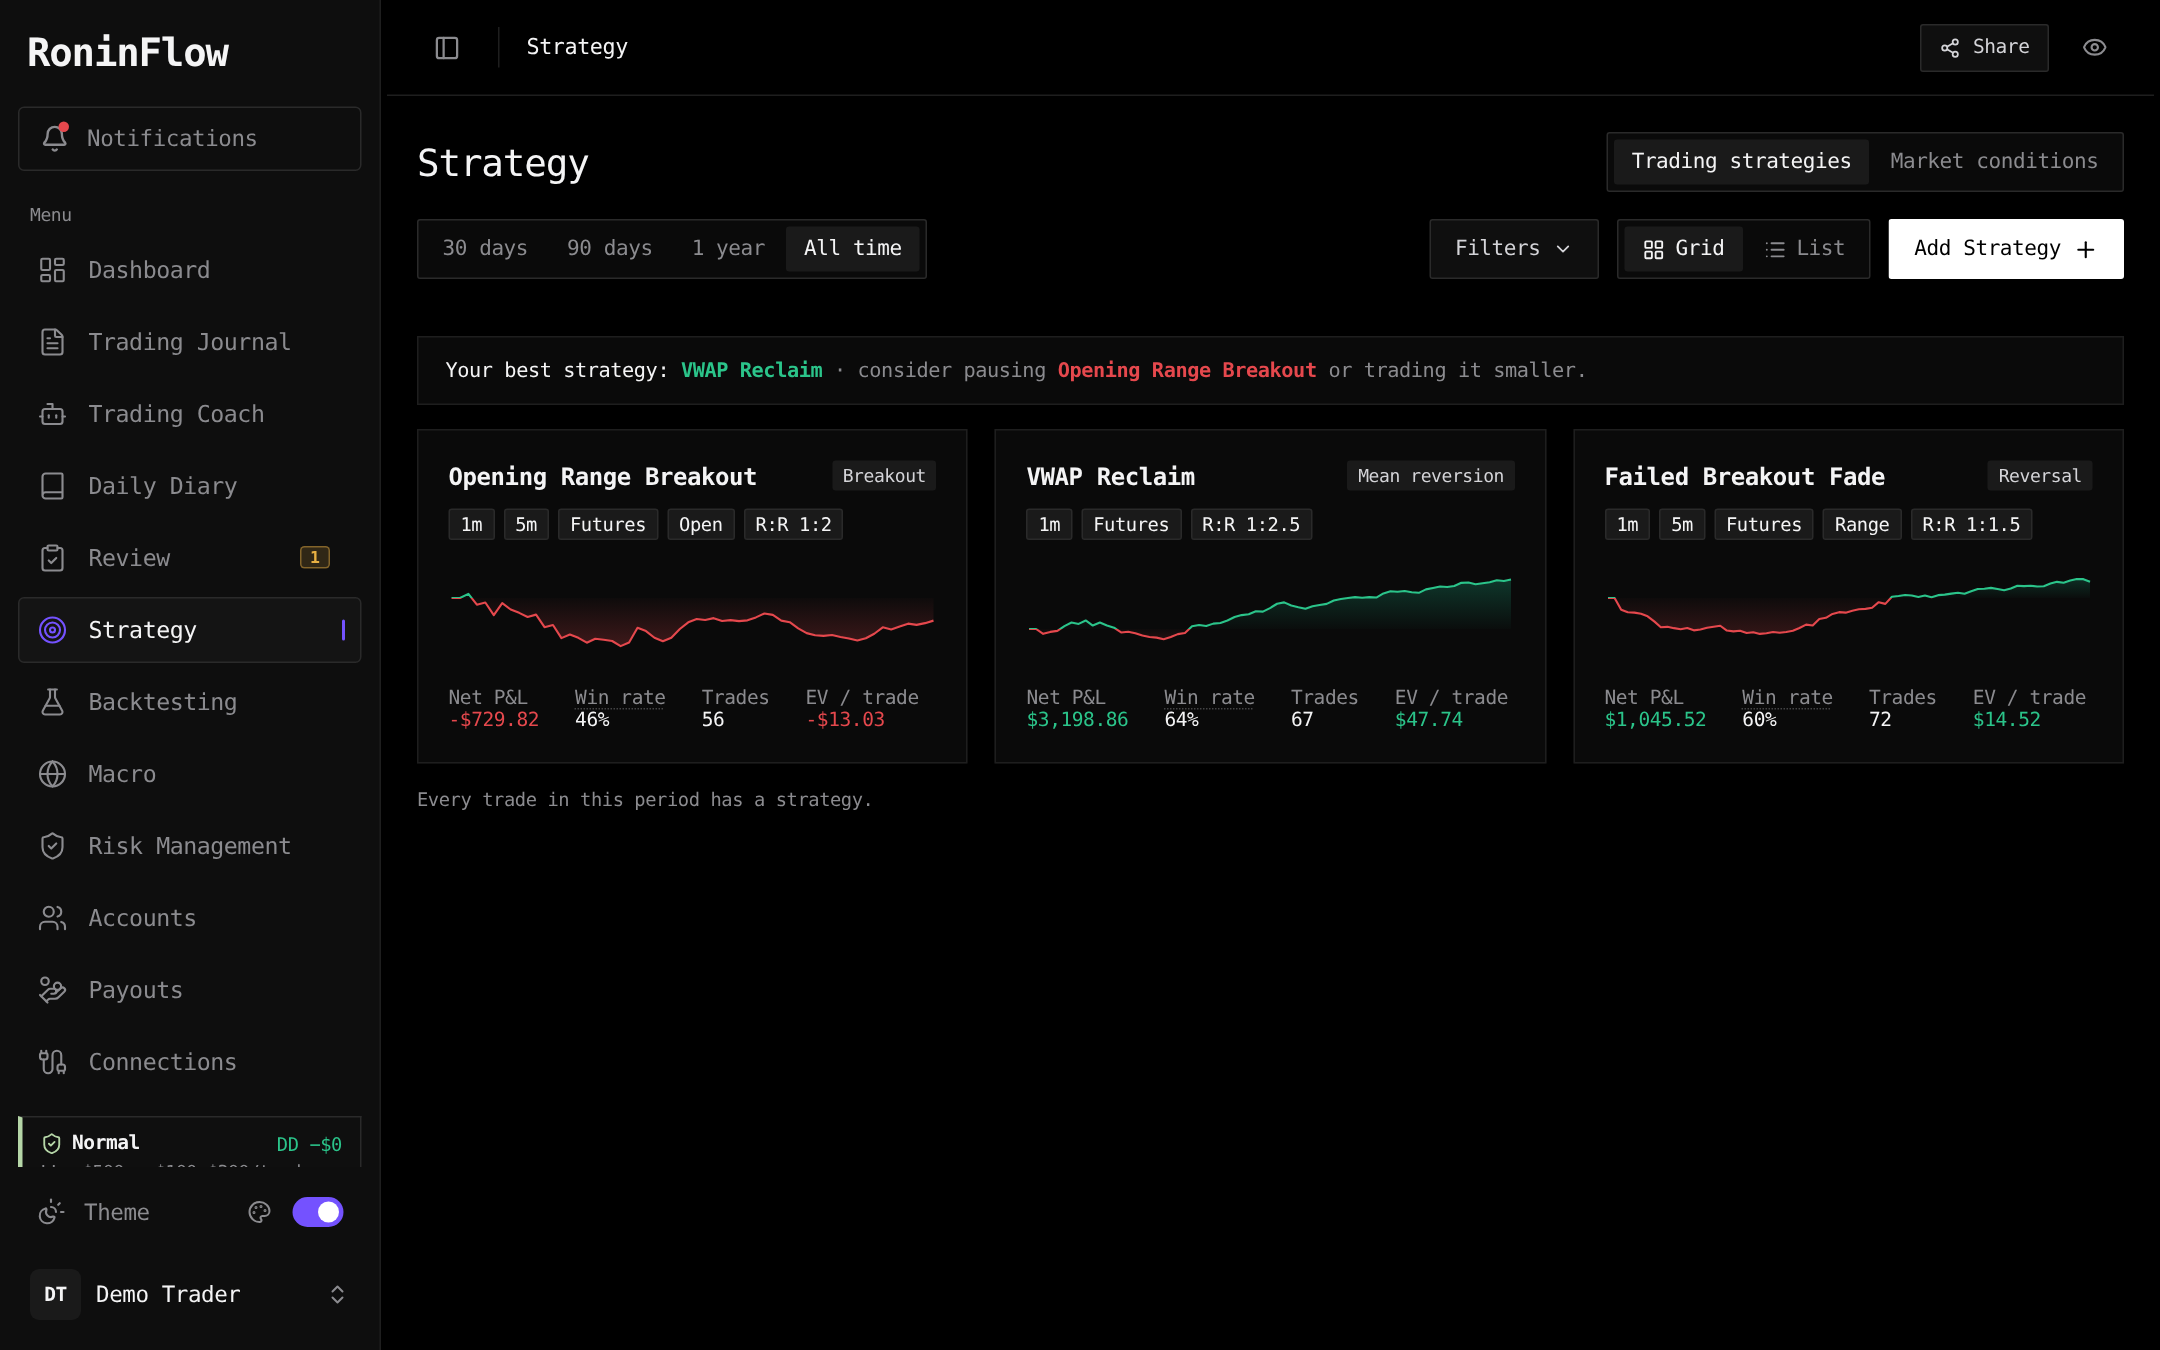 RoninFlow
Notifications
Menu
Dashboard
Trading Journal
Trading Coach
Daily Diary
Review 1
Strategy
Backtesting
Macro
Risk Management
Accounts
Payouts
Connections
Normal DD −$0
Theme
DT Demo Trader
Strategy
Share
Strategy
Trading strategies Market conditions
30 days 90 days 1 year All time
Filters Grid List Add Strategy
Your best strategy: VWAP Reclaim · consider pausing Opening Range Breakout or trading it smaller.
Opening Range Breakout Breakout
1m 5m Futures Open R:R 1:2
Net P&L Win rate Trades EV / trade
-$729.82 46% 56 -$13.03
VWAP Reclaim Mean reversion
1m Futures R:R 1:2.5
Net P&L Win rate Trades EV / trade
$3,198.86 64% 67 $47.74
Failed Breakout Fade Reversal
1m 5m Futures Range R:R 1:1.5
Net P&L Win rate Trades EV / trade
$1,045.52 60% 72 $14.52
Every trade in this period has a strategy.